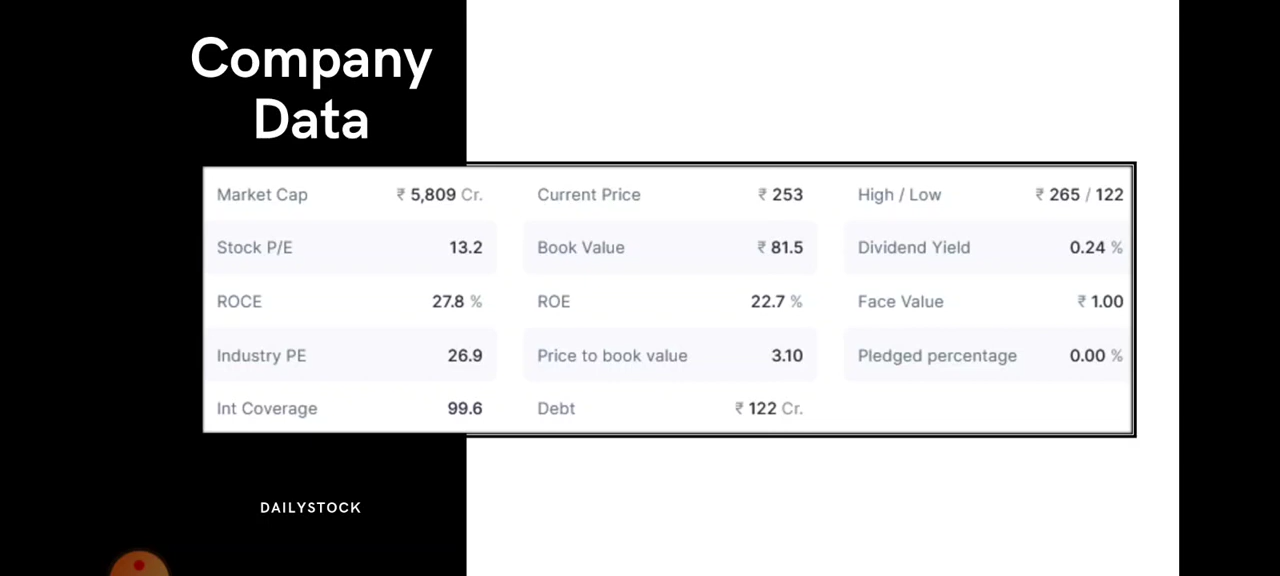 Company
Data
Market Cap ₹ 5,809 Cr. Current Price ₹ 253 High / Low ₹ 265 / 122
Stock P/E 13.2 Book Value ₹ 81.5 Dividend Yield 0.24 %
ROCE 27.8 % ROE 22.7 % Face Value ₹ 1.00
Industry PE 26.9 Price to book value 3.10 Pledged percentage 0.00 %
Int Coverage 99.6 Debt ₹ 122 Cr.
DAILYSTOCK